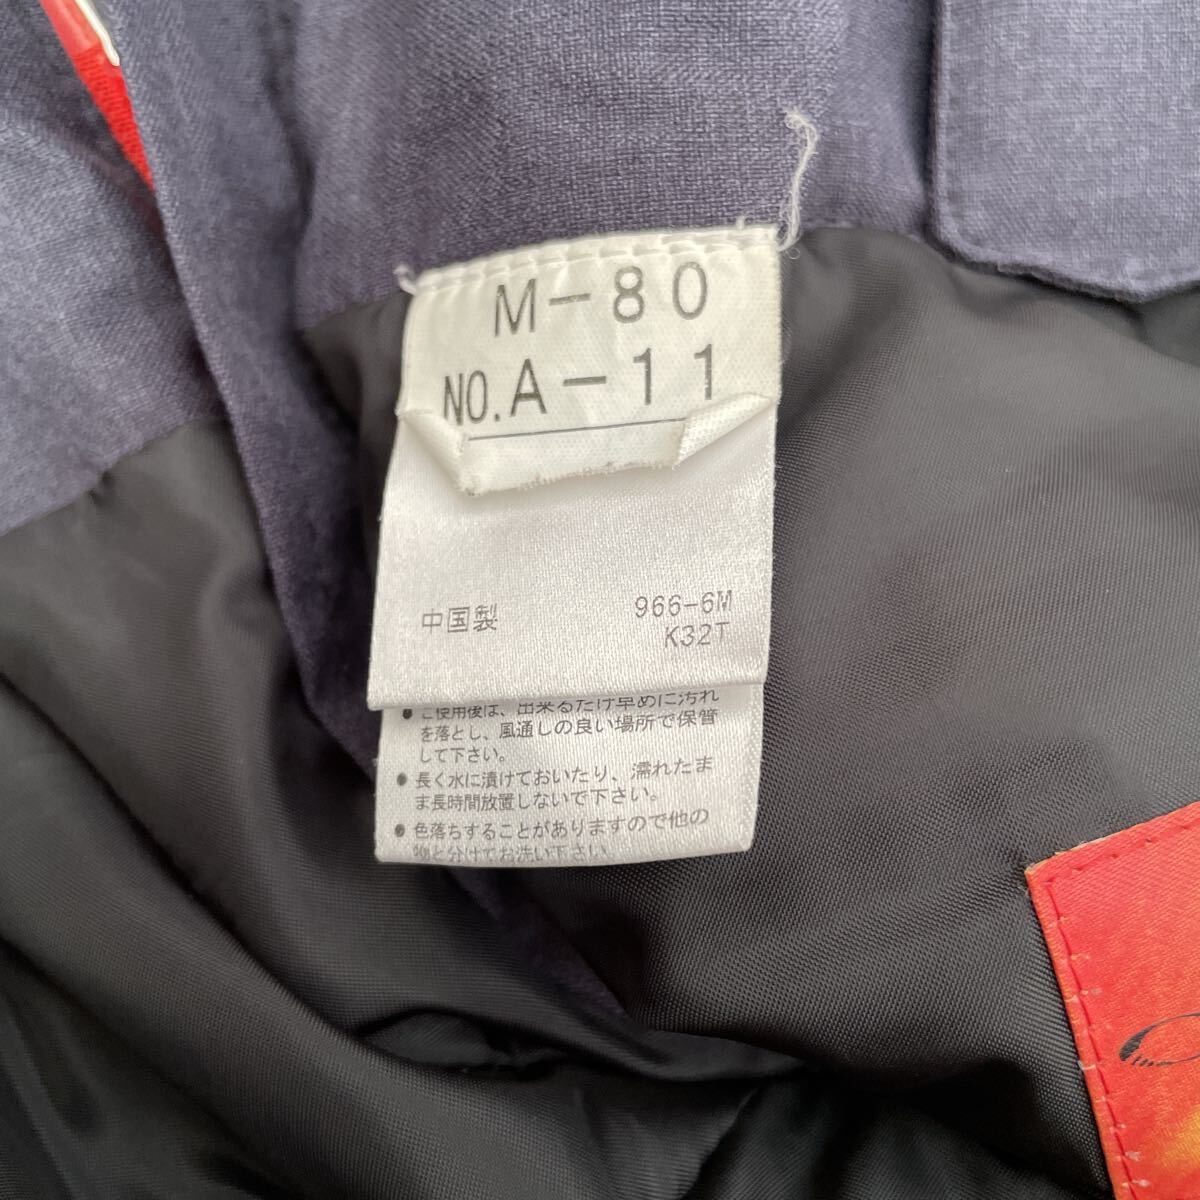 M-80
NO.A-11
中国製
966-6M
K32T
● ご使用後は、出来るだけ早めに汚れ
を落とし、風通しの良い場所で保管
して下さい。
● 長く水に漬けておいたり、濡れたま
ま長時間放置しないで下さい。
● 色落ちすることがありますので他の
物と分けてお洗い下さい。